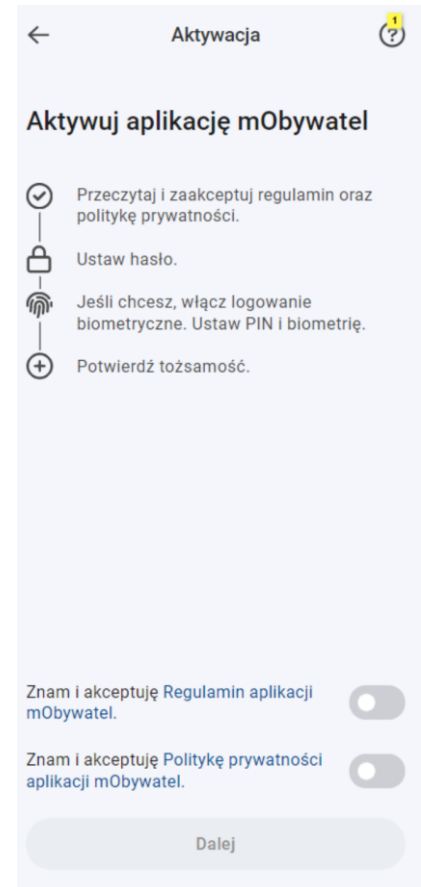 Aktywacja
1
?
Aktywuj aplikację mObywatel
Przeczytaj i zaakceptuj regulamin oraz
politykę prywatności.
Ustaw hasło.
Jeśli chcesz, włącz logowanie
biometryczne. Ustaw PIN i biometrię.
Potwierdź tożsamość.
Znam i akceptuję Regulamin aplikacji
mObywatel.
Znam i akceptuję Politykę prywatności
aplikacji mObywatel.
Dalej